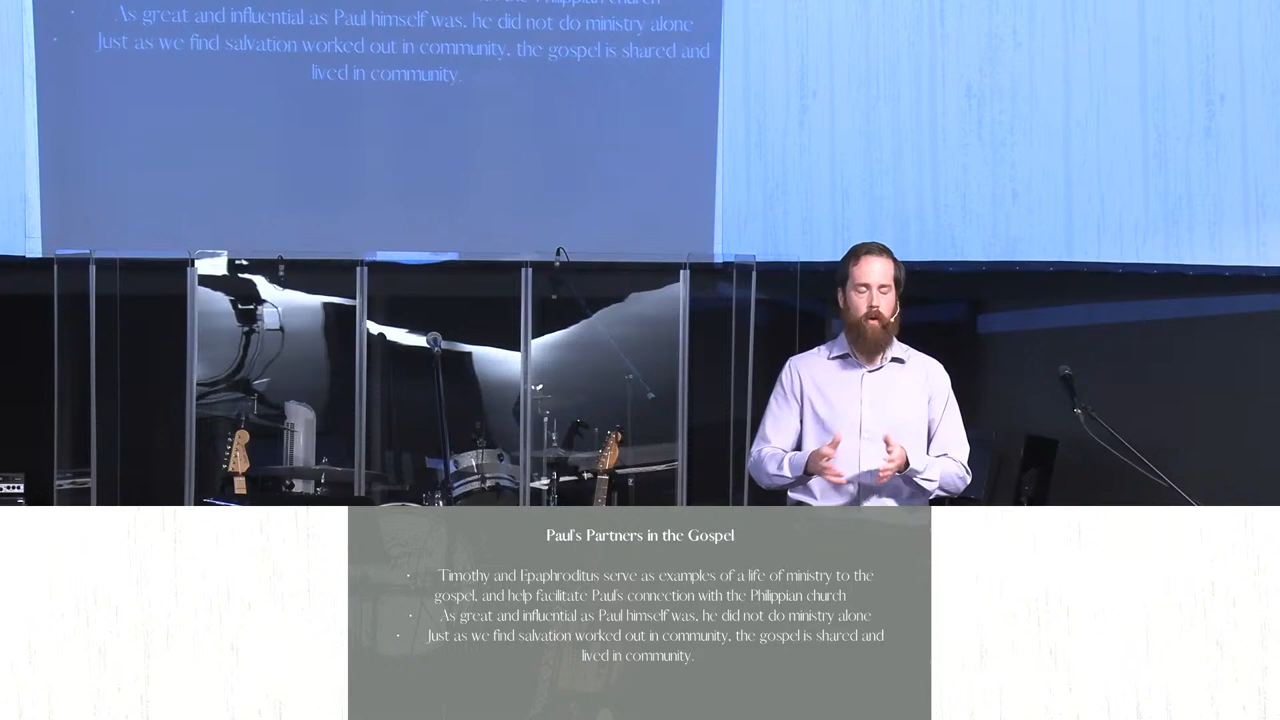 the Philippian church
· As great and influential as Paul himself was, he did not do ministry alone
· Just as we find salvation worked out in community, the gospel is shared and
lived in community.
Paul's Partners in the Gospel
· Timothy and Epaphroditus serve as examples of a life of ministry to the
gospel, and help facilitate Paul's connection with the Philippian church
· As great and influential as Paul himself was, he did not do ministry alone
· Just as we find salvation worked out in community, the gospel is shared and
lived in community.